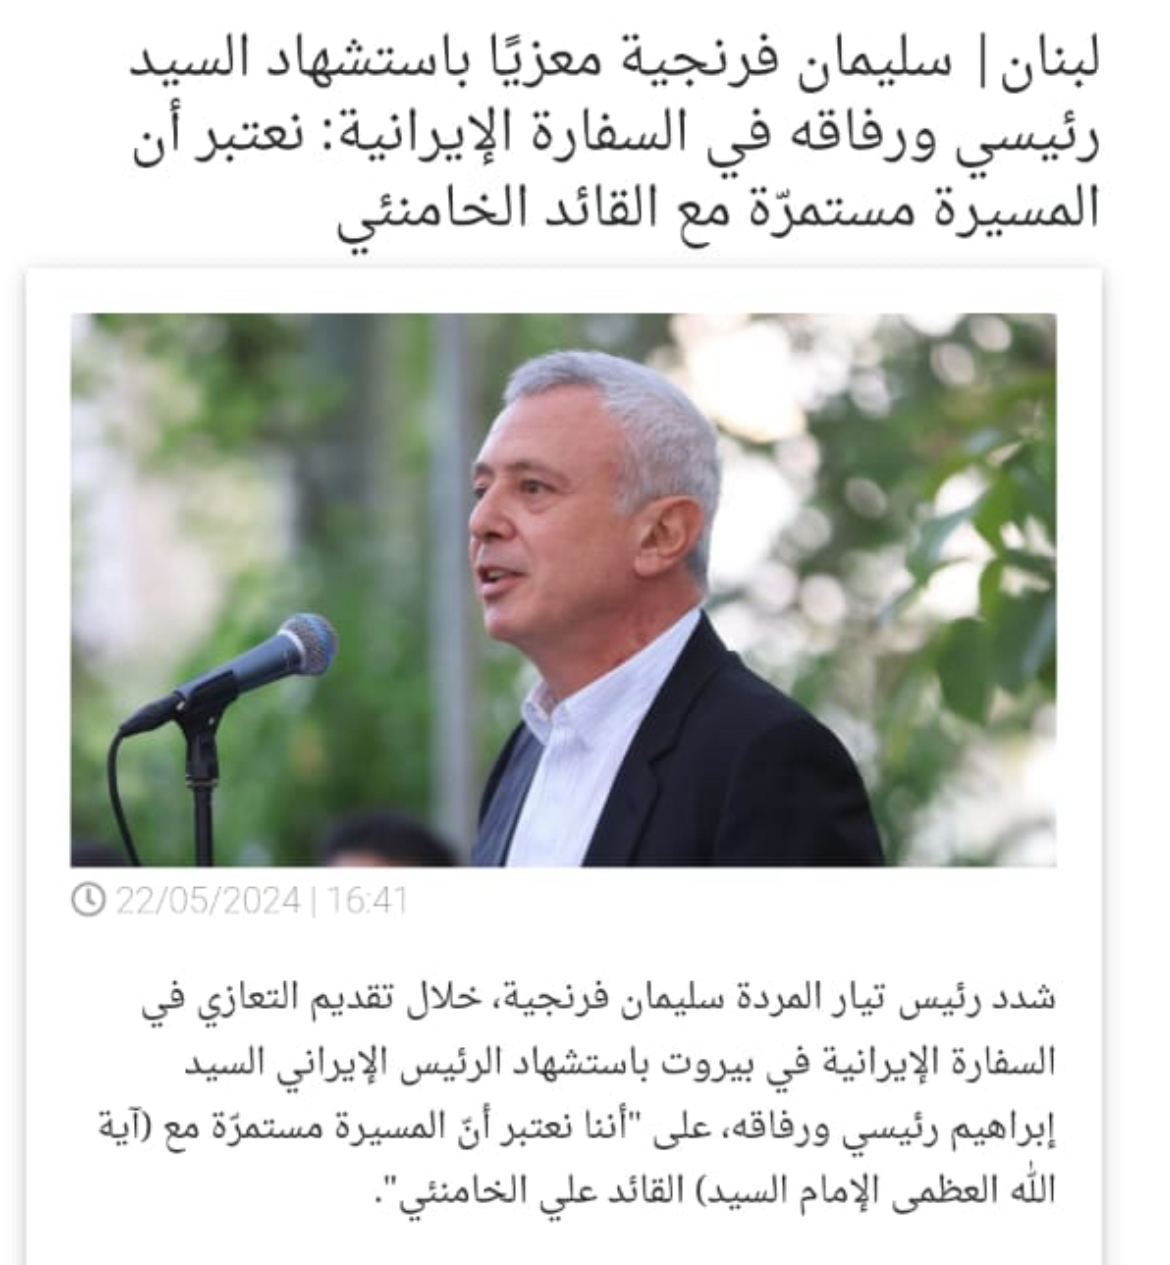 لبنان| سليمان فرنجية معزيًا باستشهاد السيد
رئيسي ورفاقه في السفارة الإيرانية: نعتبر أن
المسيرة مستمرّة مع القائد الخامنئي
22/05/2024 | 16:41
شدد رئيس تيار المردة سليمان فرنجية، خلال تقديم التعازي في
السفارة الإيرانية في بيروت باستشهاد الرئيس الإيراني السيد
إبراهيم رئيسي ورفاقه، على "أننا نعتبر أنّ المسيرة مستمرّة مع (آية
الله العظمى الإمام السيد) القائد علي الخامنئي".